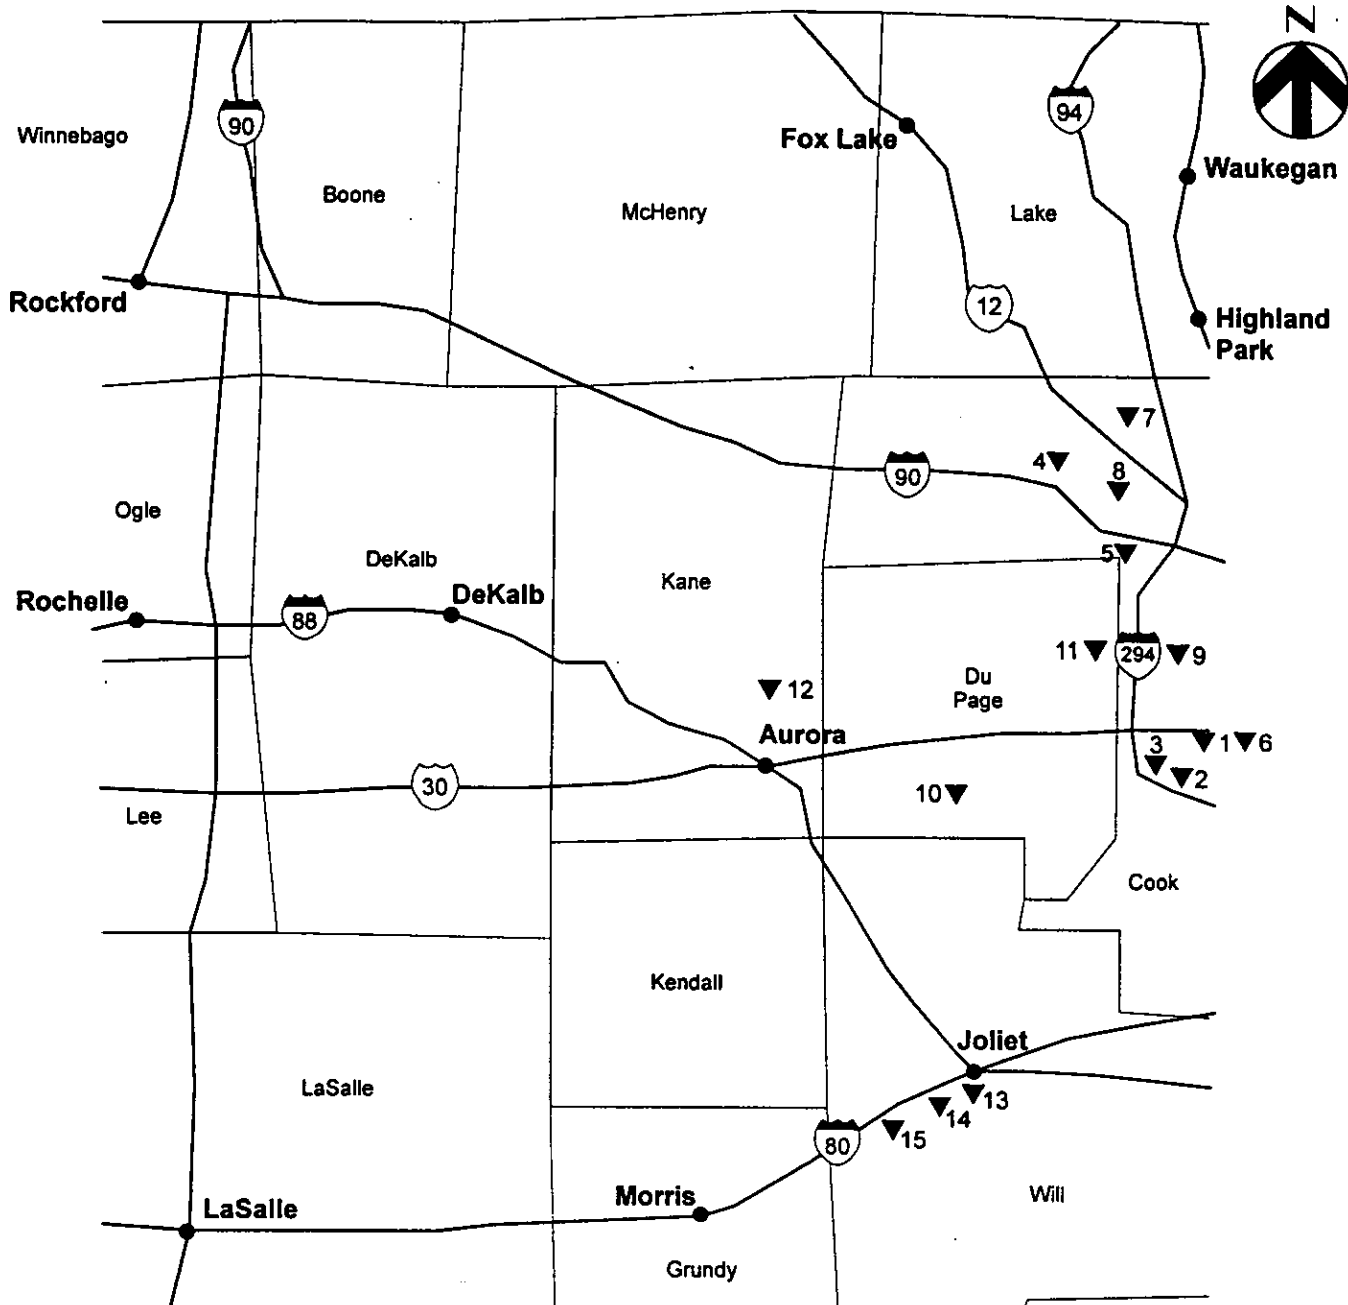 N
90
94
Winnebago
Fox Lake
Waukegan
Boone
McHenry
Lake
Rockford
12
Highland
Park
7
4
8
90
Ogle
5
DeKalb
Kane
Rochelle
88
DeKalb
11
294
9
Du
Page
12
Aurora
3
1
6
2
30
10
Lee
Cook
Kendall
Joliet
LaSalle
13
14
15
80
Morris
Will
LaSalle
Grundy